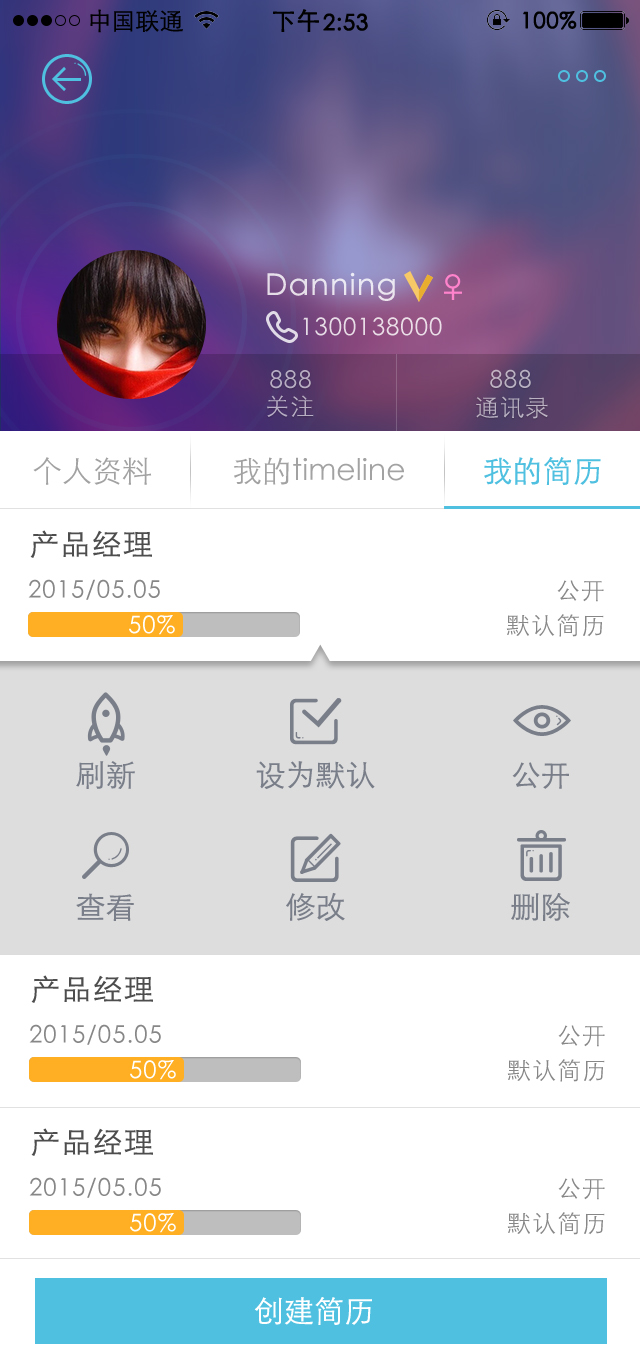 中国联通 下午2:53 100%
Danning
1300138000
888 888
关注 通讯录
个人资料 我的timeline 我的简历
产品经理
2015/05.05 公开
50% 默认简历
刷新 设为默认 公开
查看 修改 删除
产品经理
2015/05.05 公开
50% 默认简历
产品经理
2015/05.05 公开
50% 默认简历
创建简历